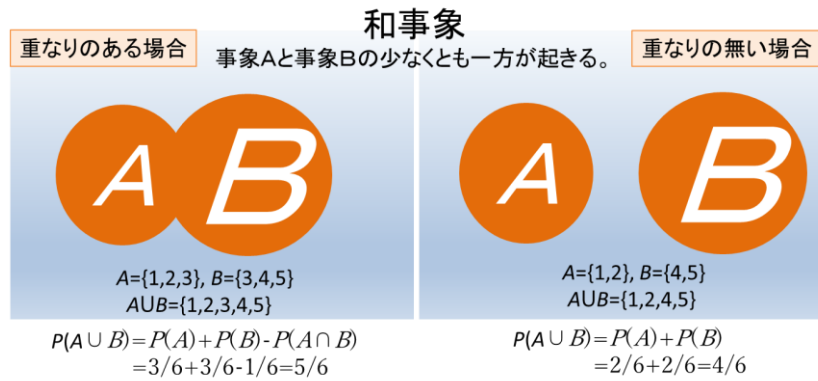 和事象
重なりのある場合
事象Aと事象Bの少なくとも一方が起きる。
重なりの無い場合
A B
A={1,2,3}, B={3,4,5}
A∪B={1,2,3,4,5}
P(A∪B)=P(A)+P(B)-P(A∩B)
=3/6+3/6-1/6=5/6
A B
A={1,2}, B={4,5}
A∪B={1,2,4,5}
P(A∪B)=P(A)+P(B)
=2/6+2/6=4/6